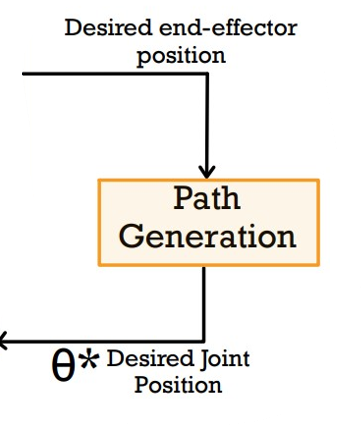 Desired end-effector
position
Path
Generation
θ* Desired Joint
Position